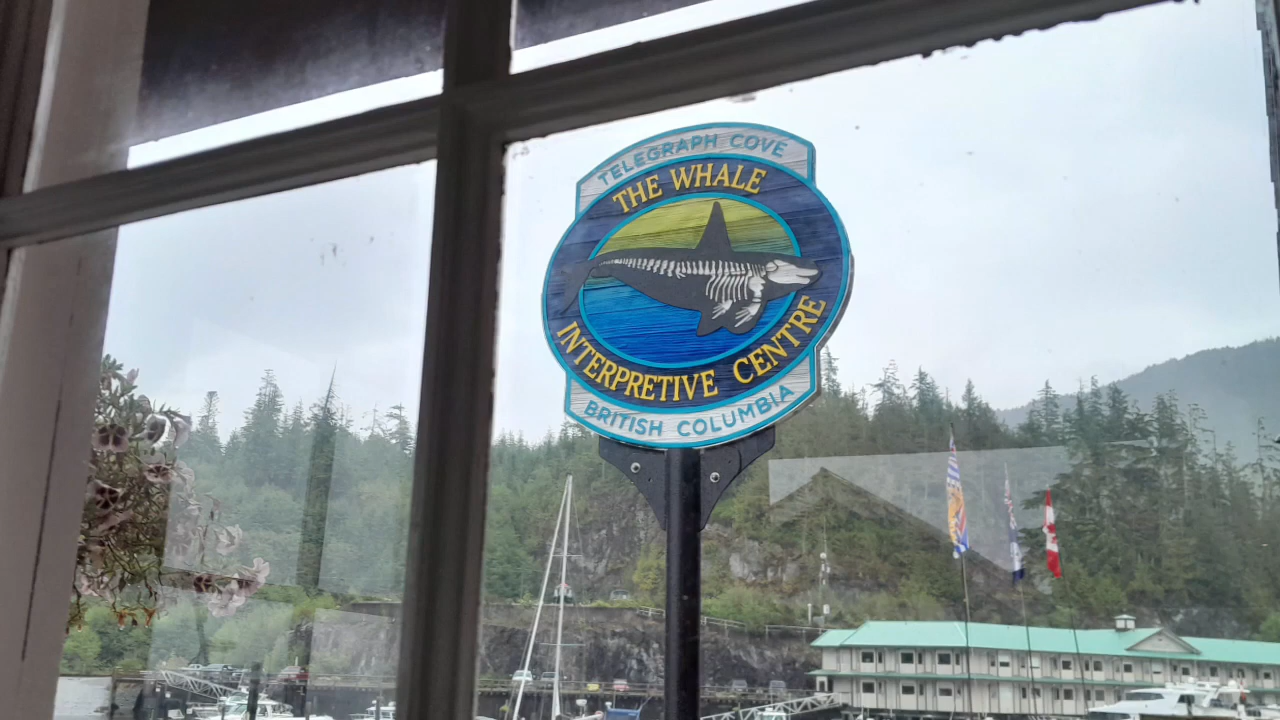 TELEGRAPH COVE
THE WHALE
INTERPRETIVE CENTRE
BRITISH COLUMBIA